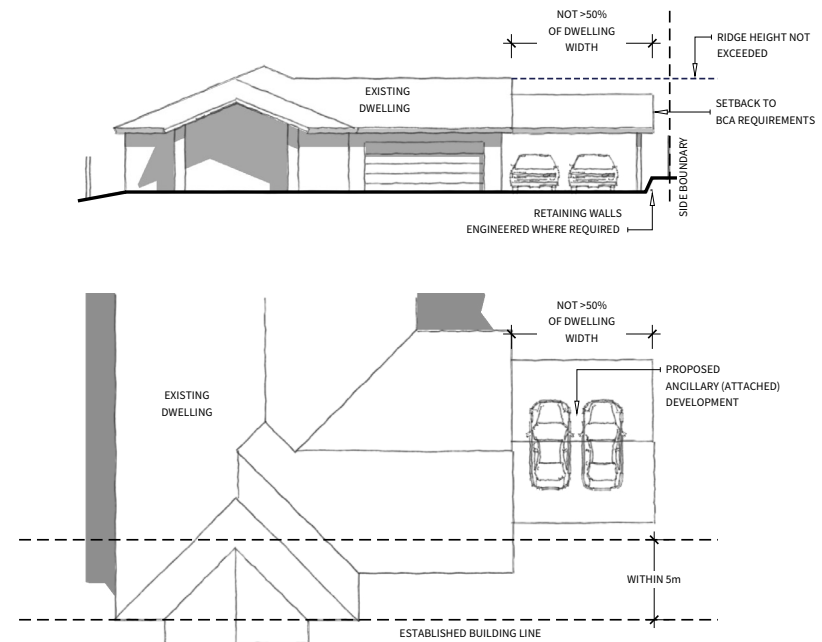 NOT >50%
OF DWELLING
WIDTH
RIDGE HEIGHT NOT
EXCEEDED
EXISTING
DWELLING
SETBACK TO
BCA REQUIREMENTS
SIDE BOUNDARY
RETAINING WALLS
ENGINEERED WHERE REQUIRED
NOT >50%
OF DWELLING
WIDTH
PROPOSED
ANCILLARY (ATTACHED)
DEVELOPMENT
EXISTING
DWELLING
WITHIN 5m
ESTABLISHED BUILDING LINE